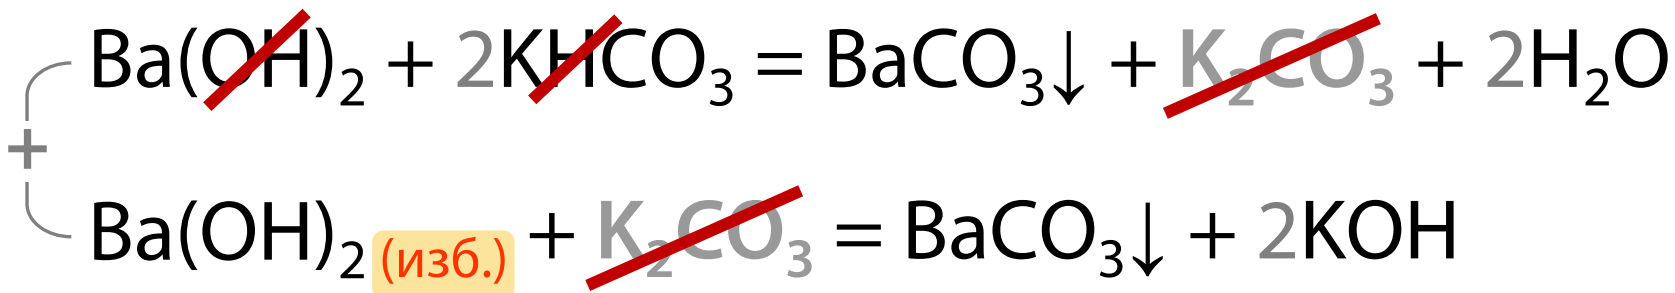 Ba(OH)₂ + 2KHCO₃ = BaCO₃↓ + K₂CO₃ + 2H₂O
+
Ba(OH)₂ (изб.) + K₂CO₃ = BaCO₃↓ + 2KOH